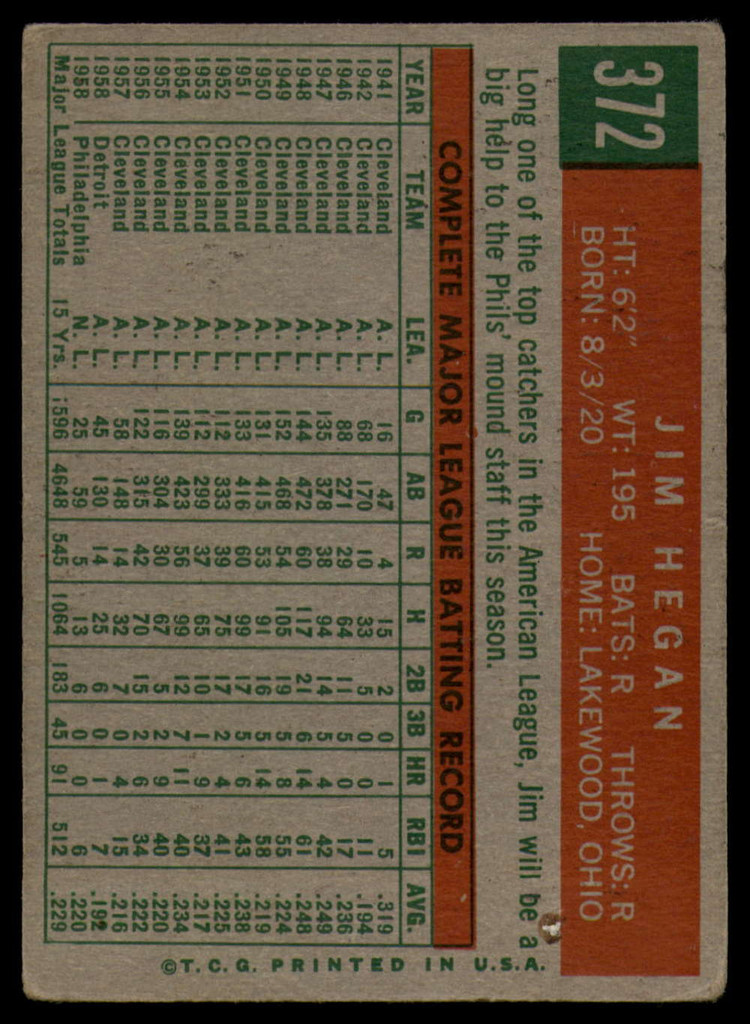 372
JIM HEGAN
HT: 6'2" WT: 195 BATS: R THROWS: R
BORN: 8/3/20 HOME: LAKEWOOD, OHIO
Long one of the top catchers in the American League, Jim will be a
big help to the Phils' mound staff this season.
COMPLETE MAJOR LEAGUE BATTING RECORD
YEAR TEAM LEA. G AB R H 2B 3B HR RBI AVG.
1941 Cleveland A. L. 16 47 4 15 2 0 1 5 .319
1942 Cleveland A. L. 68 170 10 33 5 0 0 11 .194
1946 Cleveland A. L. 88 271 29 64 11 5 0 17 .236
1947 Cleveland A. L. 135 378 38 94 14 5 4 42 .249
1948 Cleveland A. L. 144 472 60 117 21 6 14 61 .248
1949 Cleveland A. L. 152 468 54 105 19 5 8 55 .224
1950 Cleveland A. L. 131 415 53 91 16 5 14 58 .219
1951 Cleveland A. L. 133 416 60 99 17 5 6 43 .238
1952 Cleveland A. L. 112 333 39 75 17 2 4 41 .225
1953 Cleveland A. L. 112 299 37 65 10 1 9 37 .217
1954 Cleveland A. L. 139 423 56 99 12 7 11 40 .234
1955 Cleveland A. L. 116 304 30 67 5 2 9 40 .220
1956 Cleveland A. L. 122 315 42 70 15 2 6 34 .222
1957 Cleveland A. L. 58 148 14 32 7 0 4 15 .216
1958 Detroit A. L. 45 130 14 25 6 0 1 7 .192
1958 Philadelphia N. L. 25 59 5 13 6 0 0 6 .220
Major League Totals 15 Yrs. 1596 4648 545 1064 183 45 91 512 .229
©T.C.G. PRINTED IN U.S.A.